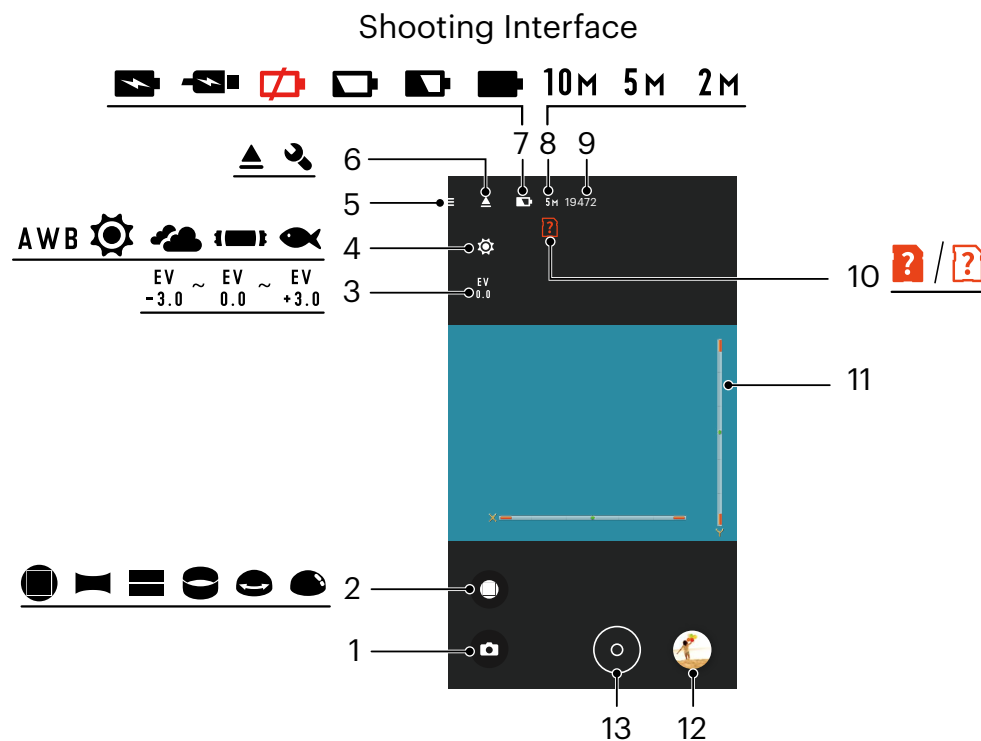 Shooting Interface
10M 5M 2M
7 8 9
6
5
5M 19472
?
AWB
4
10 ? / ?
EV -3.0 ~ EV 0.0 ~ EV +3.0
3
EV 0.0
11
X
Y
2
1
13 12